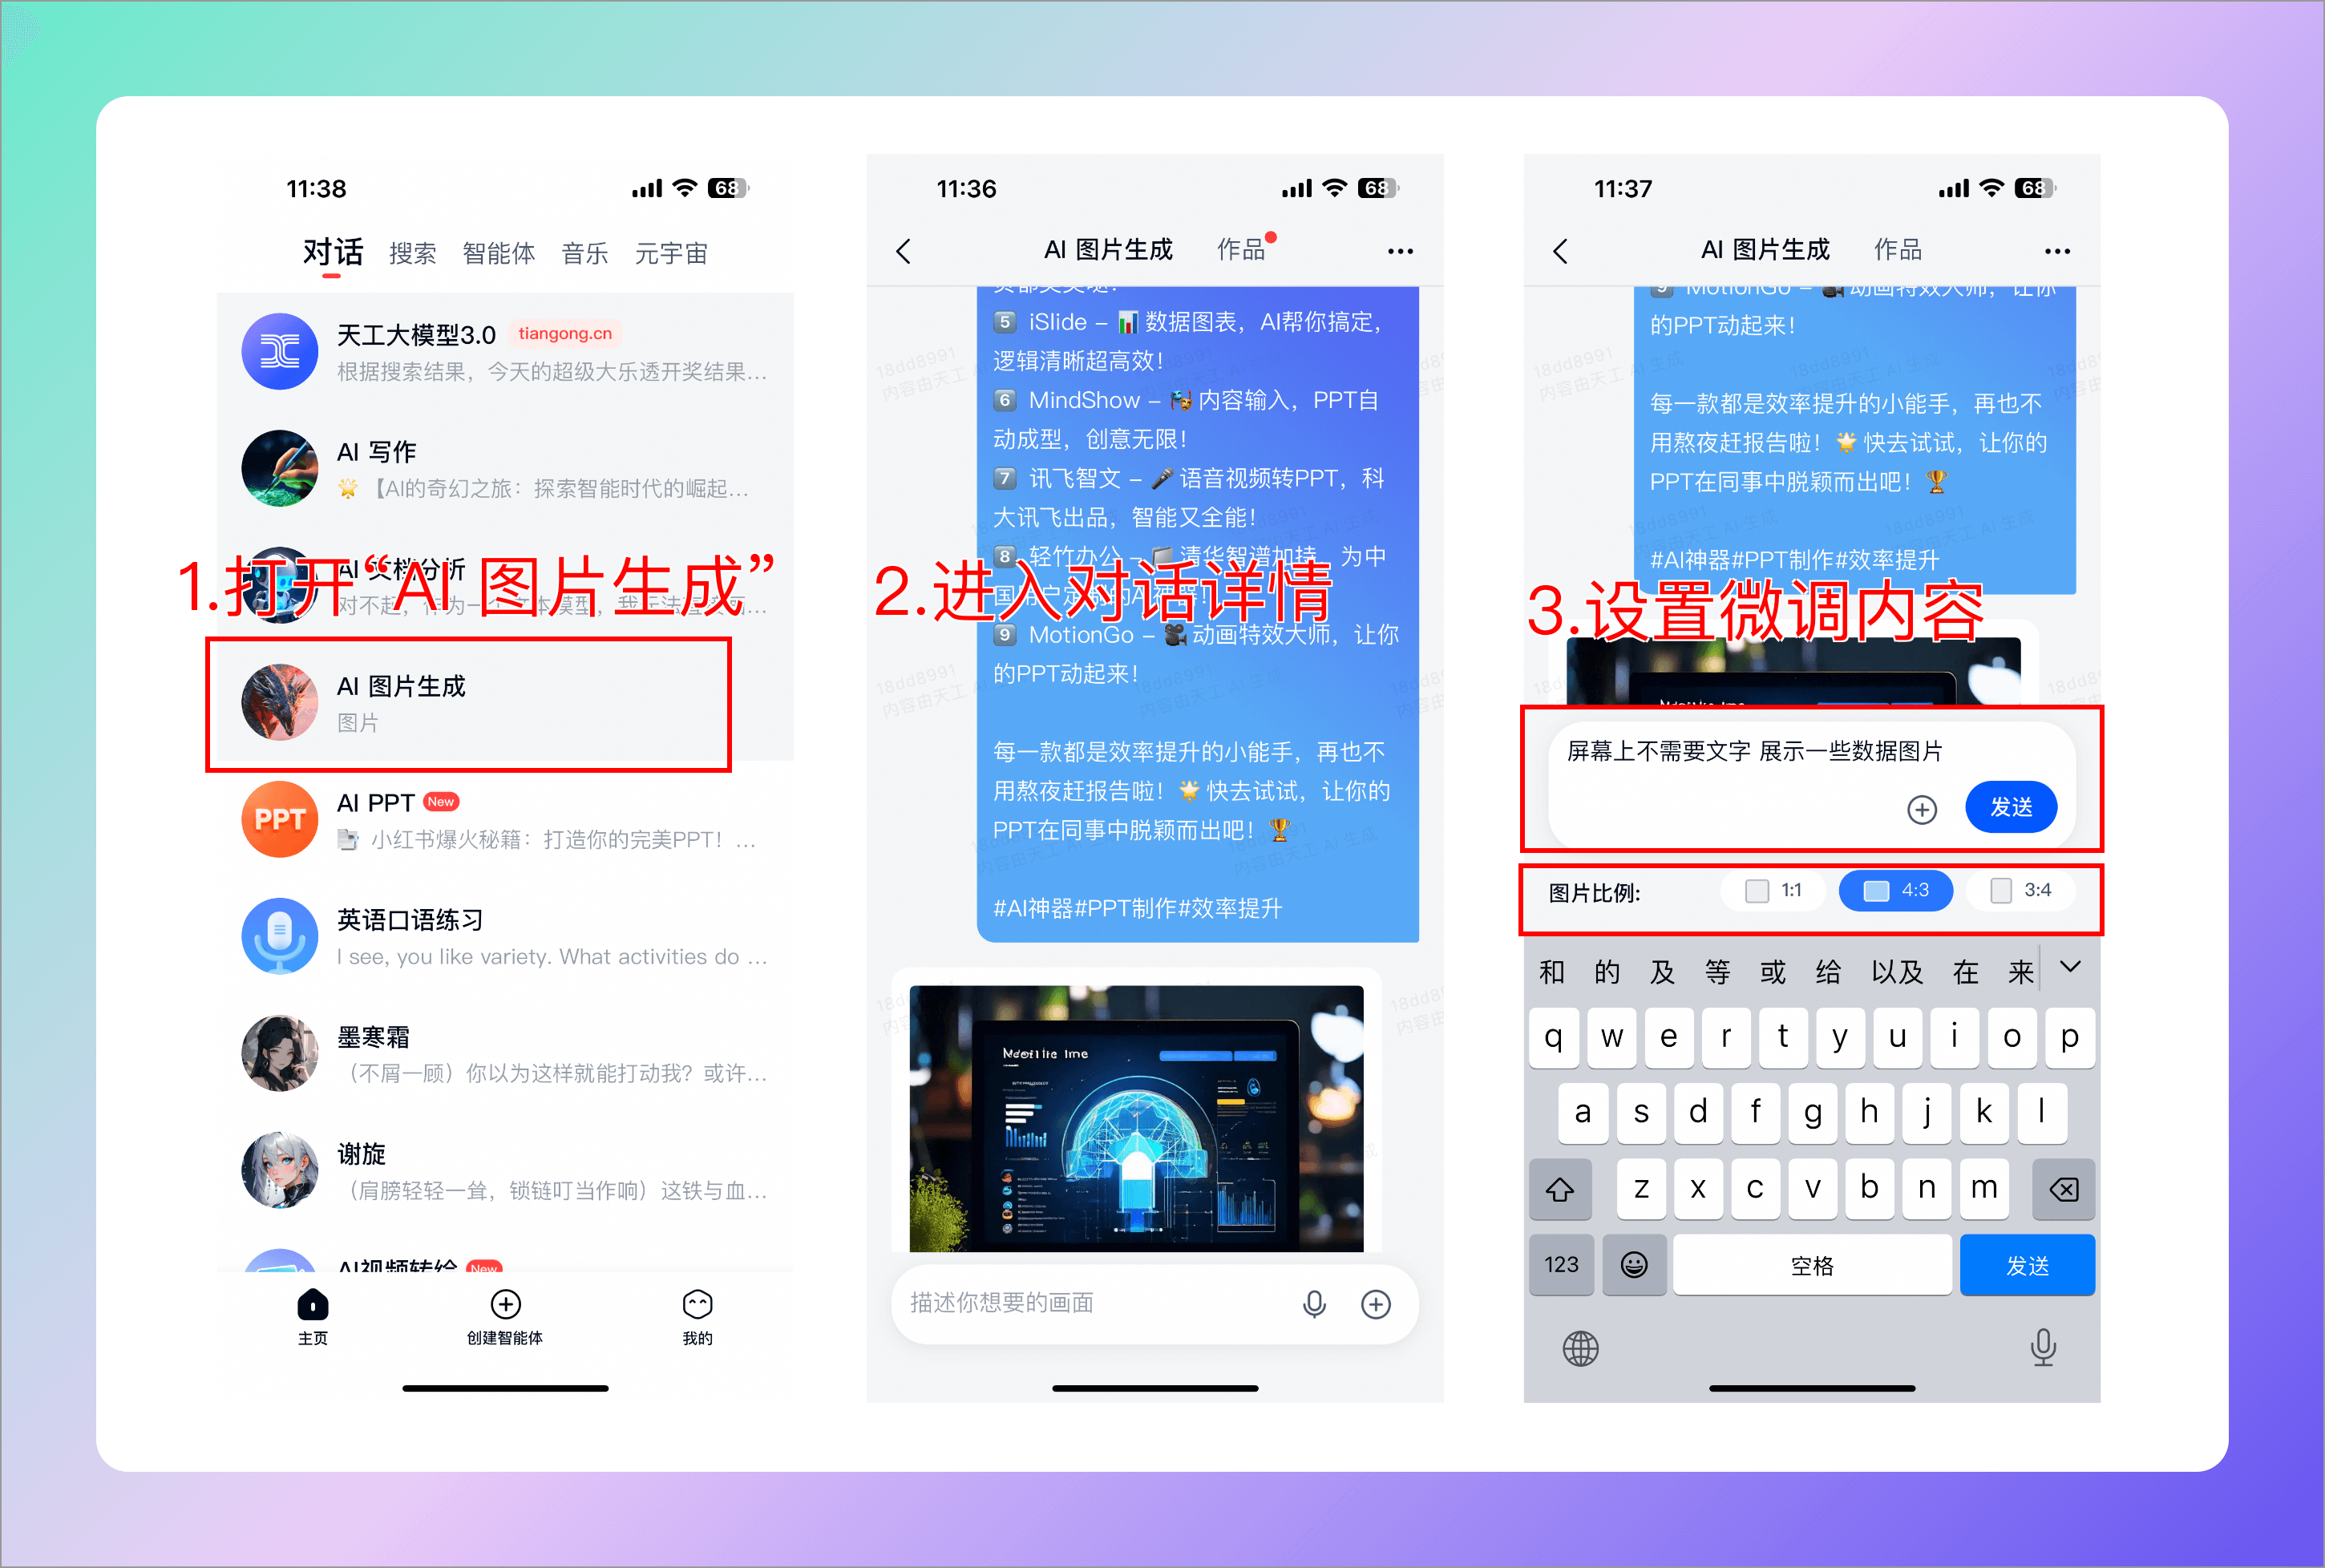 11:38
68
对话 搜索 智能体 音乐 元宇宙
天工大模型3.0 tiangong.cn
根据搜索结果，今天的超级大乐透开奖结果...
AI 写作
🌟【AI的奇幻之旅：探索智能时代的崛起...
AI 文档分析
1.打开“AI 图片生成”
AI 图片生成
图片
PPT
AI PPT New
小红书爆火秘籍：打造你的完美PPT！...
英语口语练习
I see, you like variety. What activities do ...
墨寒霜
（不屑一顾）你以为这样就能打动我？或许...
谢旋
（肩膀轻轻一耸，锁链叮当作响）这铁与血...
AI视频转绘 New
主页 创建智能体 我的
11:36
68
AI 图片生成 作品
5 iSlide – 📊数据图表，AI帮你搞定，
逻辑清晰超高效！
6 MindShow – 🎭内容输入，PPT自
动成型，创意无限！
7 讯飞智文 – 🎤语音视频转PPT，科
大讯飞出品，智能又全能！
8 轻竹办公 – 清华智谱加持，为中
2.进入对话详情
9 MotionGo – 🎥动画特效大师，让你
的PPT动起来！
每一款都是效率提升的小能手，再也不
用熬夜赶报告啦！🌟快去试试，让你的
PPT在同事中脱颖而出吧！🏆
#AI神器#PPT制作#效率提升
描述你想要的画面
11:37
68
AI 图片生成 作品
9 MotionGo – 🎥动画特效大师，让你
的PPT动起来！
每一款都是效率提升的小能手，再也不
用熬夜赶报告啦！🌟快去试试，让你的
PPT在同事中脱颖而出吧！🏆
#AI神器#PPT制作#效率提升
3.设置微调内容
屏幕上不需要文字 展示一些数据图片
发送
图片比例: 1:1 4:3 3:4
和 的 及 等 或 给 以及 在 来
q w e r t y u i o p
a s d f g h j k l
z x c v b n m
123 空格 发送
18dd8991
内容由天工 AI 生成